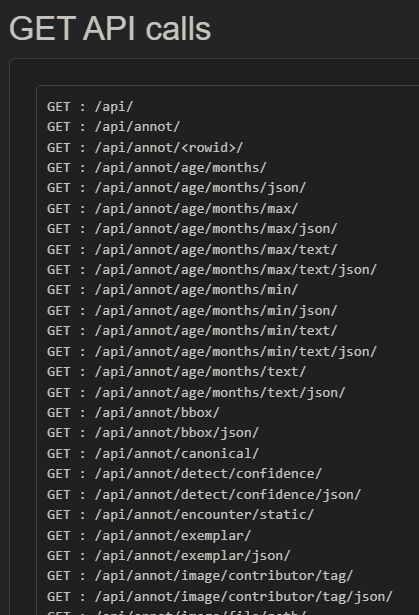 GET API calls
GET : /api/
GET : /api/annot/
GET : /api/annot/<rowid>/
GET : /api/annot/age/months/
GET : /api/annot/age/months/json/
GET : /api/annot/age/months/max/
GET : /api/annot/age/months/max/json/
GET : /api/annot/age/months/max/text/
GET : /api/annot/age/months/max/text/json/
GET : /api/annot/age/months/min/
GET : /api/annot/age/months/min/json/
GET : /api/annot/age/months/min/text/
GET : /api/annot/age/months/min/text/json/
GET : /api/annot/age/months/text/
GET : /api/annot/age/months/text/json/
GET : /api/annot/bbox/
GET : /api/annot/bbox/json/
GET : /api/annot/canonical/
GET : /api/annot/detect/confidence/
GET : /api/annot/detect/confidence/json/
GET : /api/annot/encounter/static/
GET : /api/annot/exemplar/
GET : /api/annot/exemplar/json/
GET : /api/annot/image/contributor/tag/
GET : /api/annot/image/contributor/tag/json/
GET : /api/annot/image/file/path/